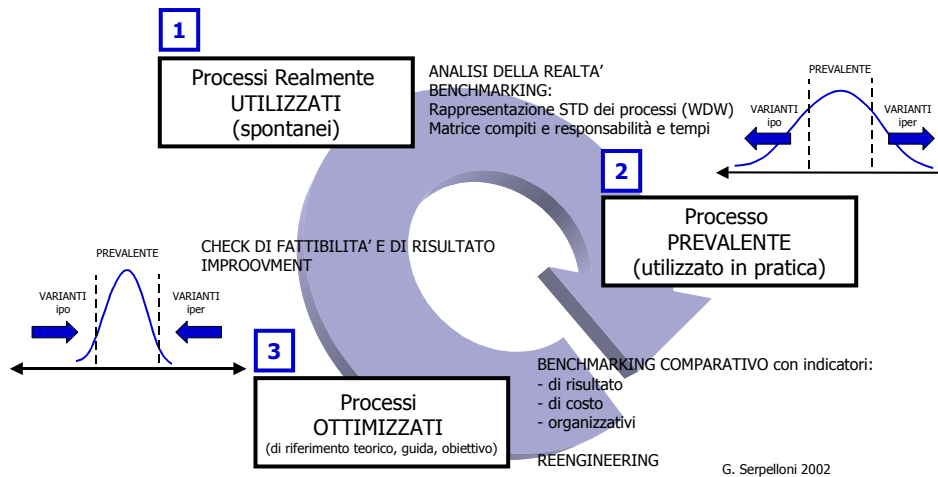 1
Processi Realmente
UTILIZZATI
(spontanei)
ANALISI DELLA REALTA’
BENCHMARKING:
Rappresentazione STD dei processi (WDW)
Matrice compiti e responsabilità e tempi
PREVALENTE
VARIANTI
ipo
VARIANTI
iper
2
Processo
PREVALENTE
(utilizzato in pratica)
CHECK DI FATTIBILITA’ E DI RISULTATO
IMPROOVMENT
PREVALENTE
VARIANTI
ipo
VARIANTI
iper
3
Processi
OTTIMIZZATI
(di riferimento teorico, guida, obiettivo)
BENCHMARKING COMPARATIVO con indicatori:
- di risultato
- di costo
- organizzativi
REENGINEERING
G. Serpelloni 2002